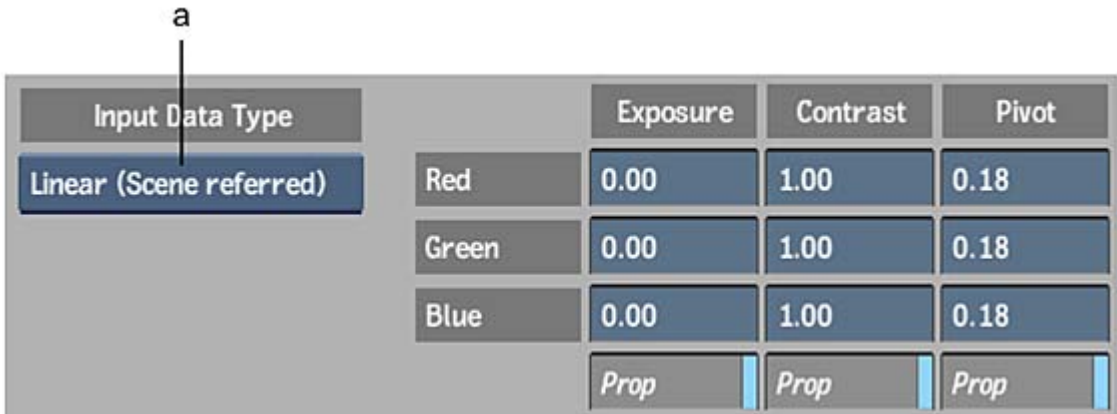 a
Input Data Type
Exposure Contrast Pivot
Linear (Scene referred)
Red 0.00 1.00 0.18
Green 0.00 1.00 0.18
Blue 0.00 1.00 0.18
Prop Prop Prop